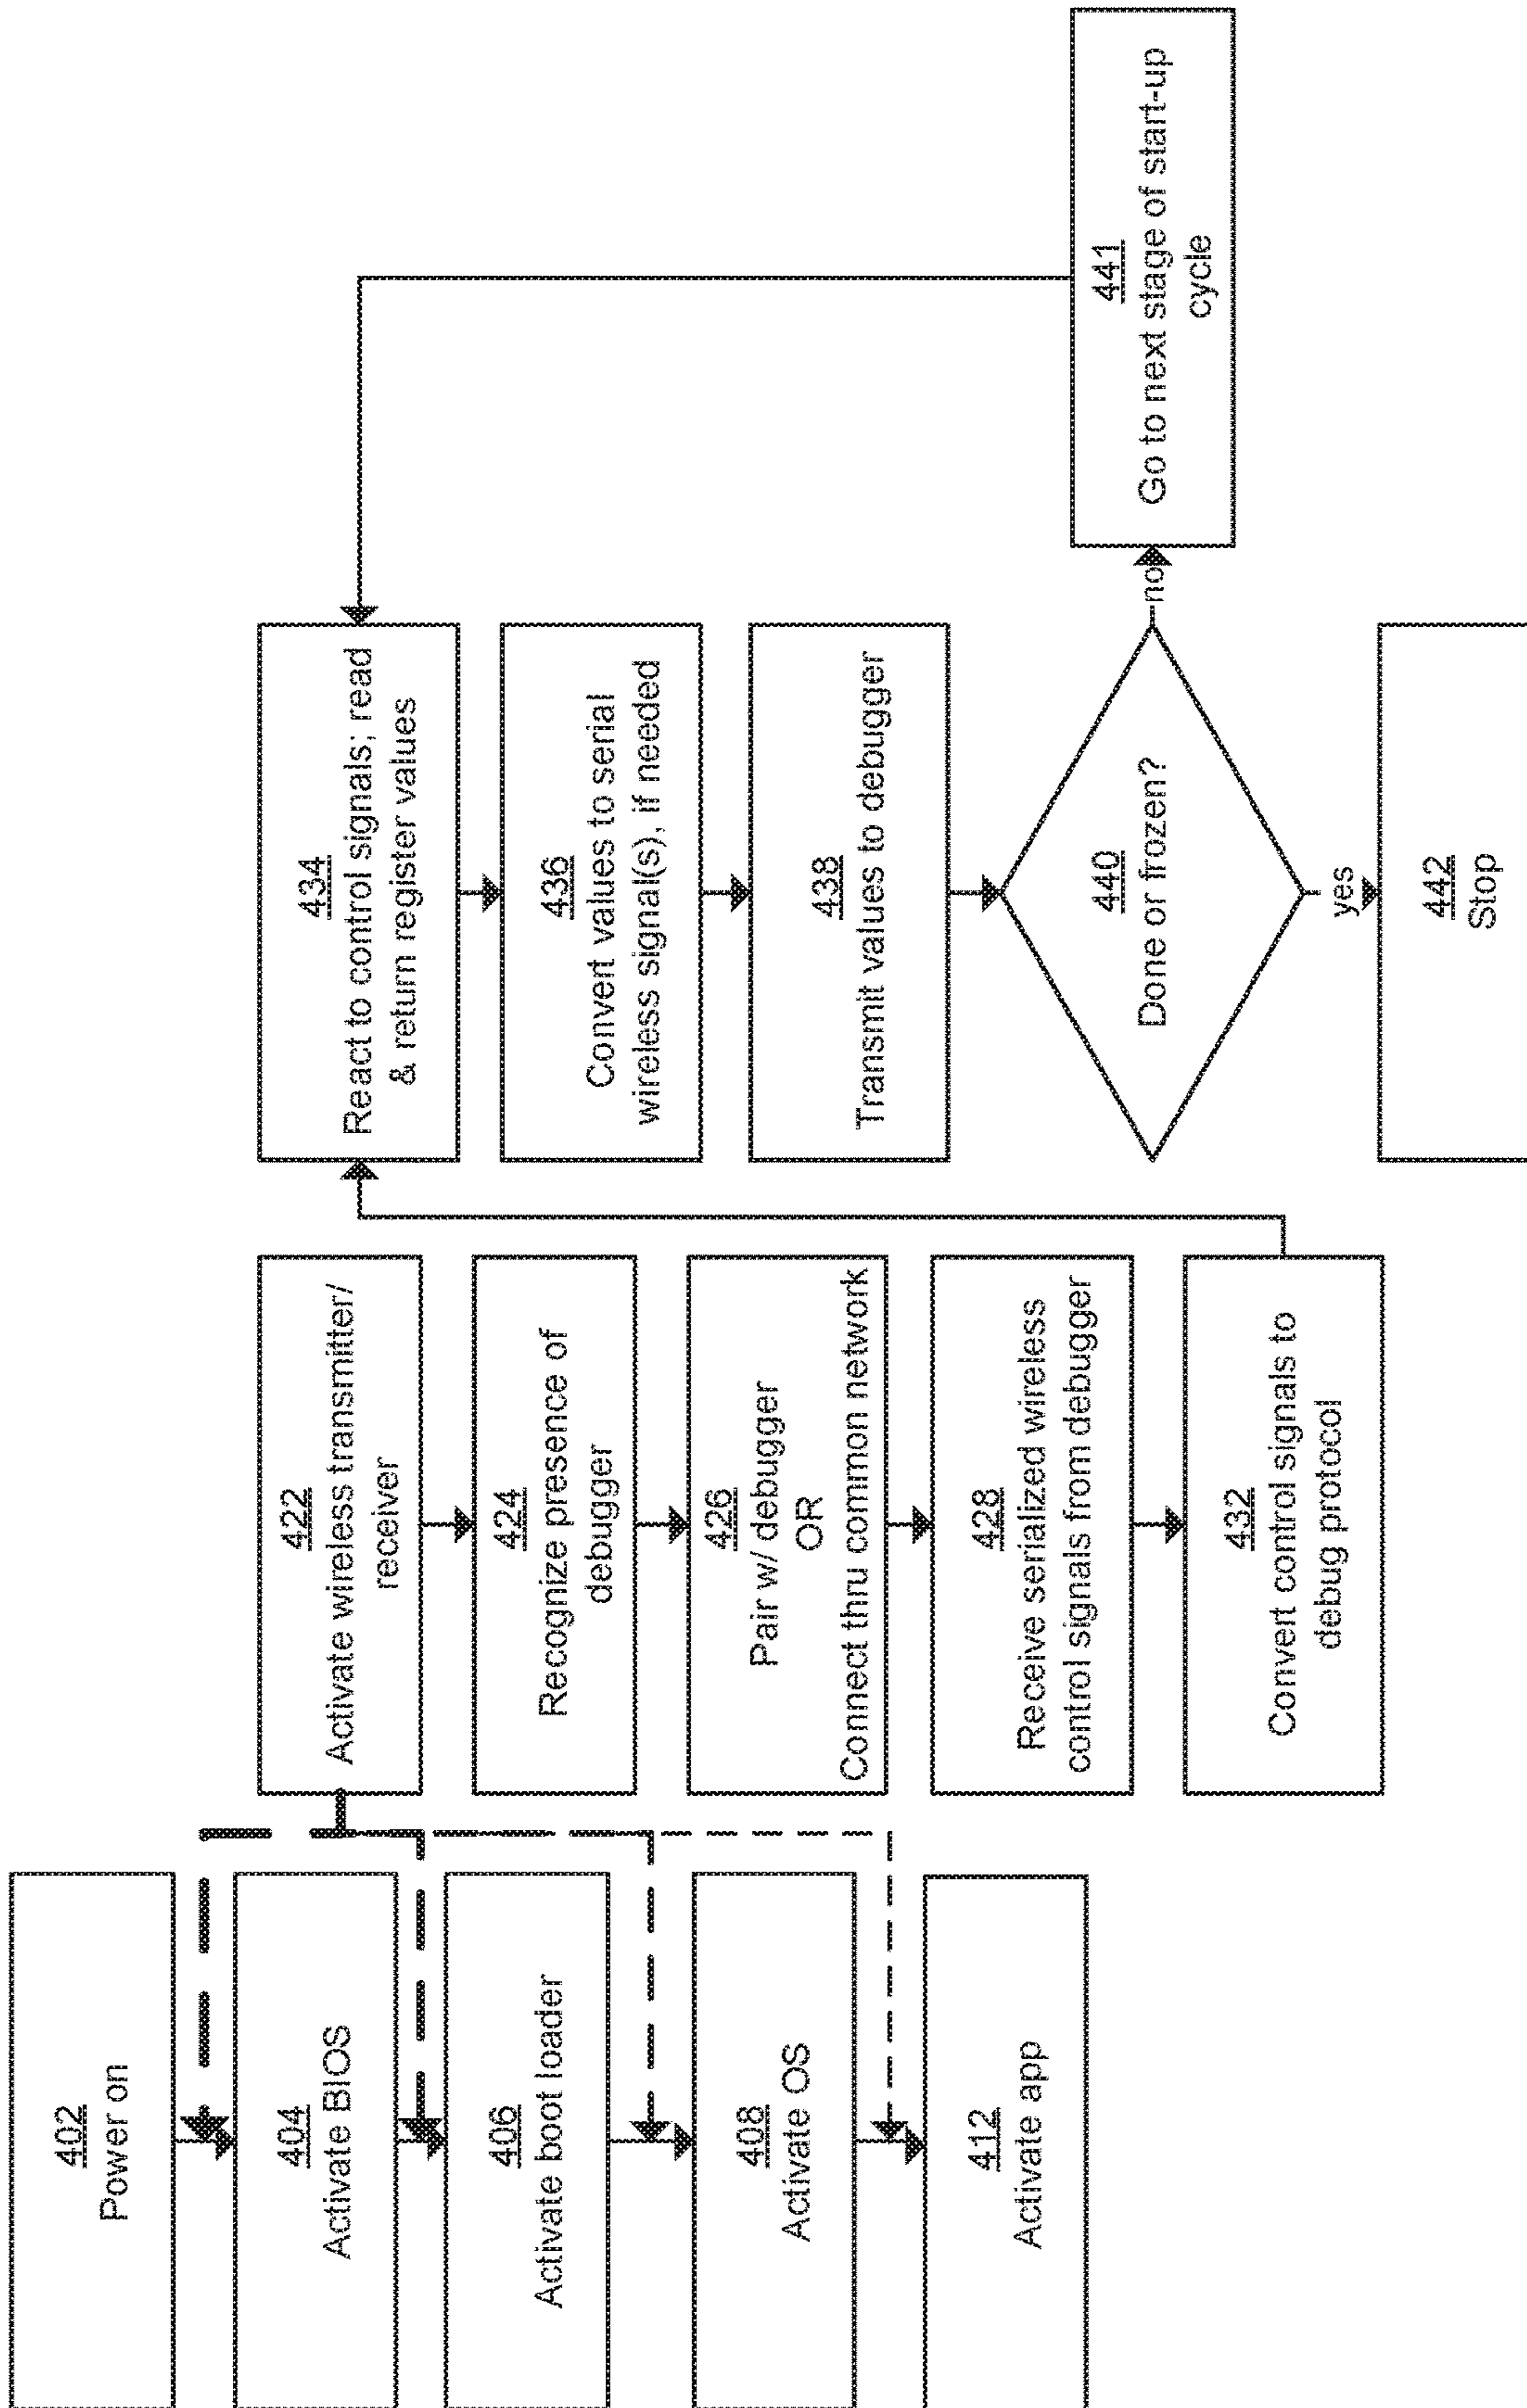 402
Power on
404
Activate BIOS
406
Activate boot loader
408
Activate OS
412
Activate app
422
Activate wireless transmitter/
receiver
424
Recognize presence of
debugger
426
Pair w/ debugger
OR
Connect thru common network
428
Receive serialized wireless
control signals from debugger
432
Convert control signals to
debug protocol
434
React to control signals; read
& return register values
436
Convert values to serial
wireless signal(s), if needed
438
Transmit values to debugger
440
Done or frozen?
no
yes
441
Go to next stage of start-up
cycle
442
Stop